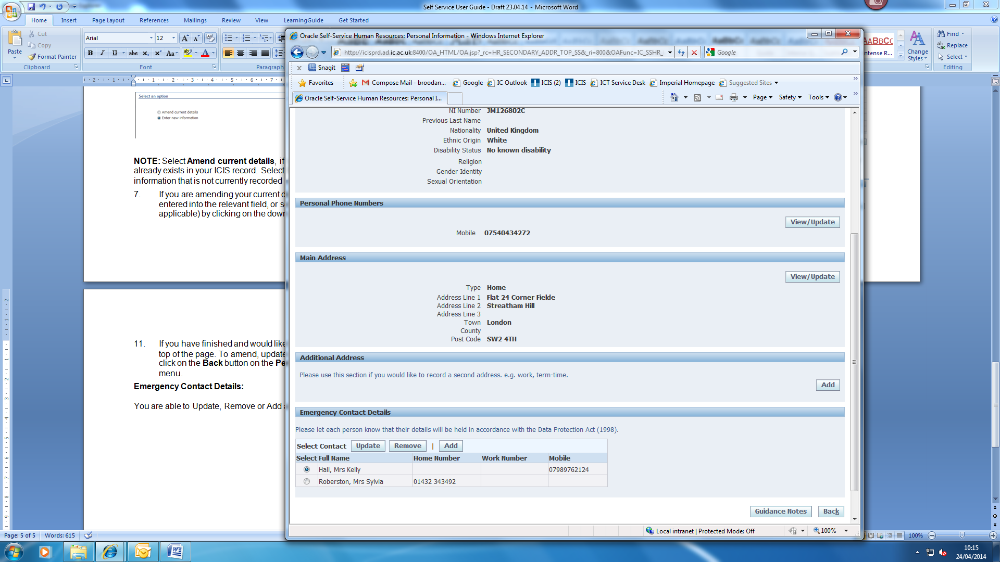 Self Service User Guide - Draft 23.04.14 - Microsoft Word
Home Insert Page Layout References Mailings Review View LearningGuide Get Started
Paste
Cut
Copy
Format Painter
Clipboard
Arial 12
Font
Paragraph
Change Styles
Find
Replace
Select
Editing
Select an option
Amend current details
Enter new information
NOTE: Select Amend current details, if
already exists in your ICIS record. Select
information that is not currently recorded
7. If you are amending your current
entered into the relevant field, or
applicable) by clicking on the
11. If you have finished and would like
top of the page. To amend, update
click on the Back button on the
menu.
Emergency Contact Details:
You are able to Update, Remove or Add
Page: 5 of 5 Words: 615
100%
Oracle Self-Service Human Resources: Personal Information - Windows Internet Explorer
http://icisprd.ad.ic.ac.uk:8400/OA_HTML/OA.jsp?_rc=HR_SECONDARY_ADDR_TOP_SS&_ri=800&OAFunc=IC_SSHR_
Google
x Snagit
Favorites Compose Mail - broodan... Google IC Outlook ICIS (2) ICIS ICT Service Desk Imperial Homepage Suggested Sites
Oracle Self-Service Human Resources: Personal I...
Page Safety Tools
NI Number JM126802C
Previous Last Name
Nationality United Kingdom
Ethnic Origin White
Disability Status No known disability
Religion
Gender Identity
Sexual Orientation
Personal Phone Numbers
View/Update
Mobile 07540434272
Main Address
View/Update
Type Home
Address Line 1 Flat 24 Corner Fielde
Address Line 2 Streatham Hill
Address Line 3
Town London
County
Post Code SW2 4TH
Additional Address
Please use this section if you would like to record a second address. e.g. work, term-time.
Add
Emergency Contact Details
Please let each person know that their details will be held in accordance with the Data Protection Act (1998).
Select Contact Update Remove | Add
Select Full Name Home Number Work Number Mobile
Hall, Mrs Kelly 07989762124
Roberston, Mrs Sylvia 01432 343492
Guidance Notes Back
Local intranet | Protected Mode: Off
100%
10:15
24/04/2014